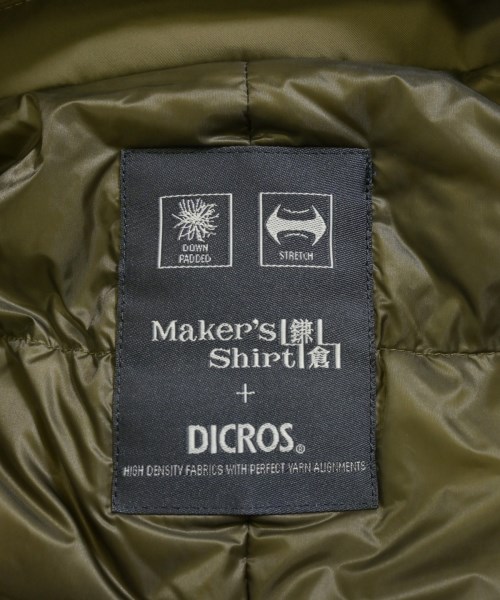 DOWN PADDED
STRETCH
Maker's 鎌倉
Shirt
+
DICROS®
HIGH DENSITY FABRICS WITH PERFECT YARN ALIGNMENTS